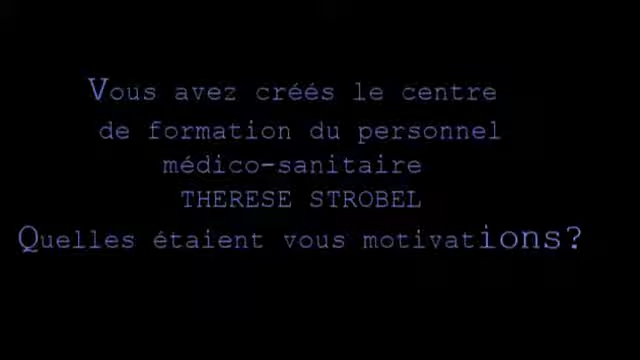 Vous avez créés le centre
de formation du personnel
médico-sanitaire
THERESE STROBEL
Quelles étaient vous motivations?